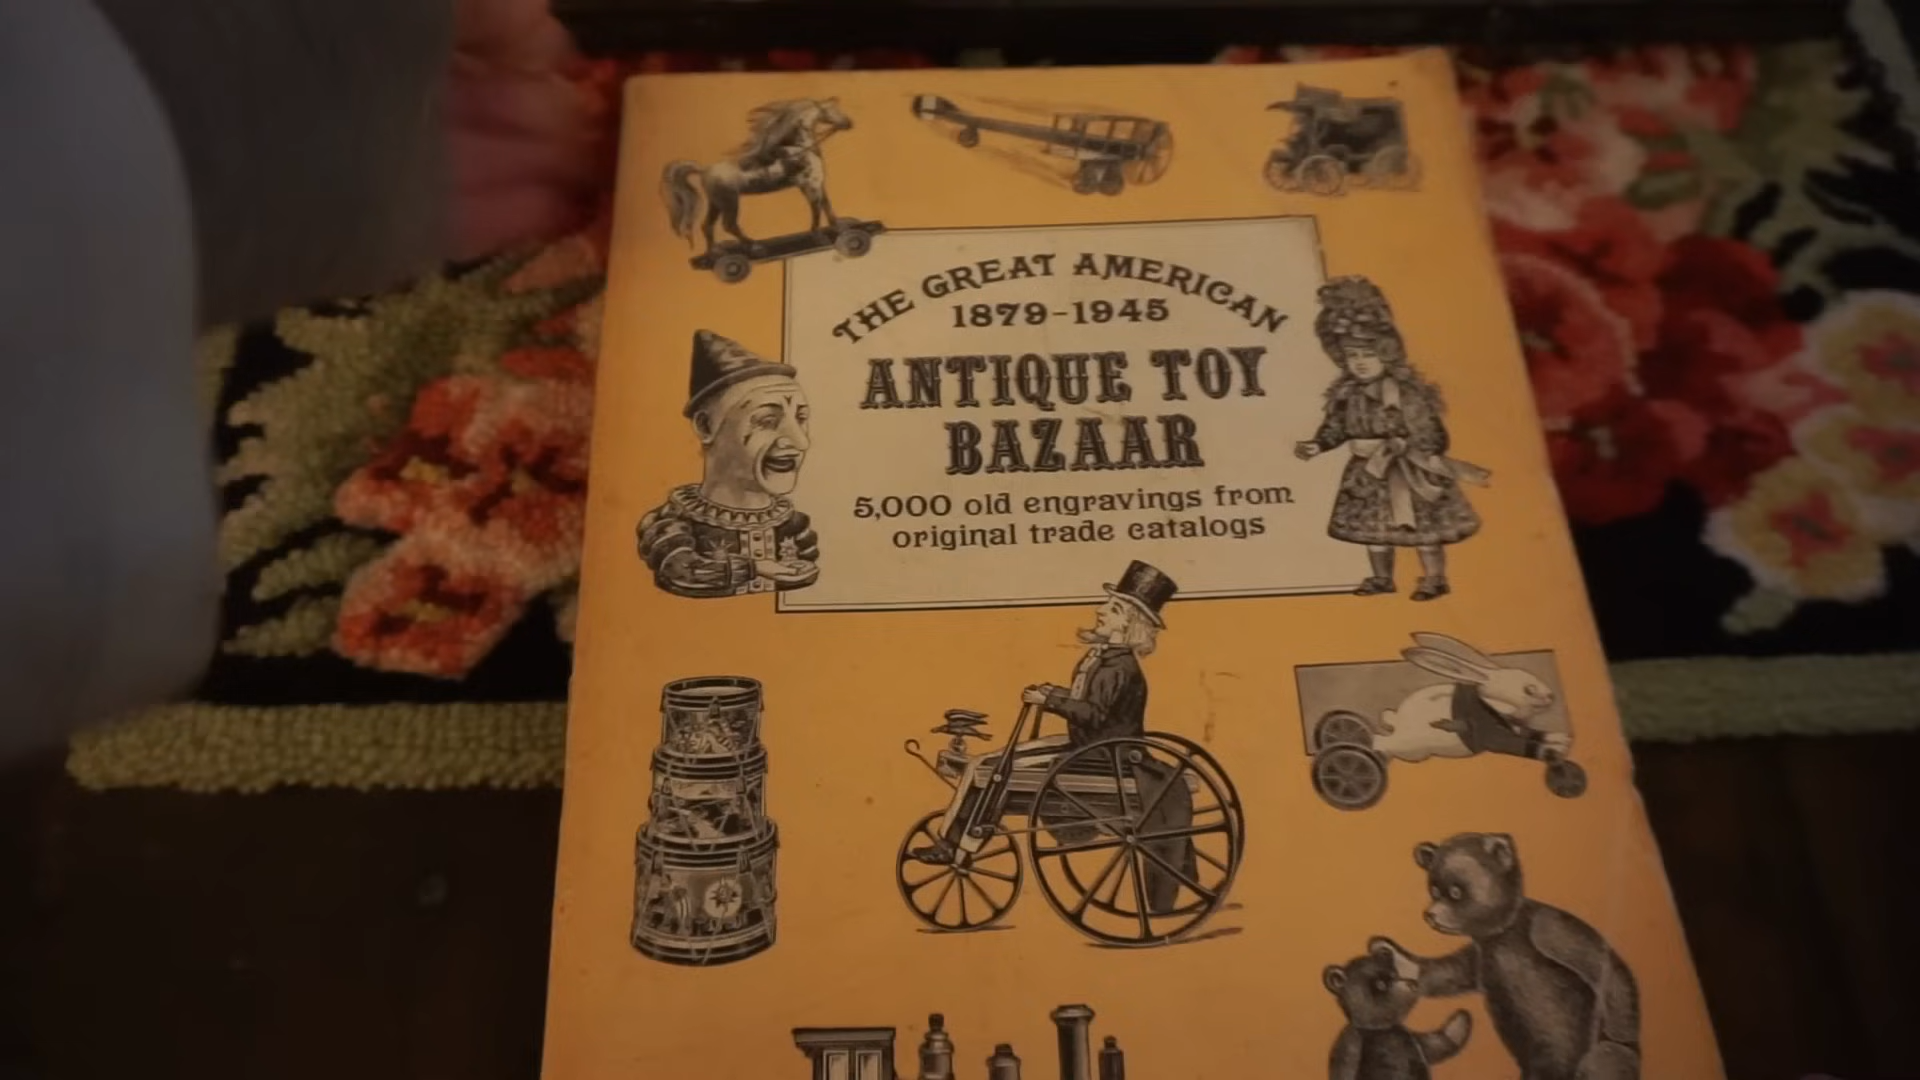 THE GREAT AMERICAN
1879-1945
ANTIQUE TOY
BAZAAR
5,000 old engravings from
original trade catalogs